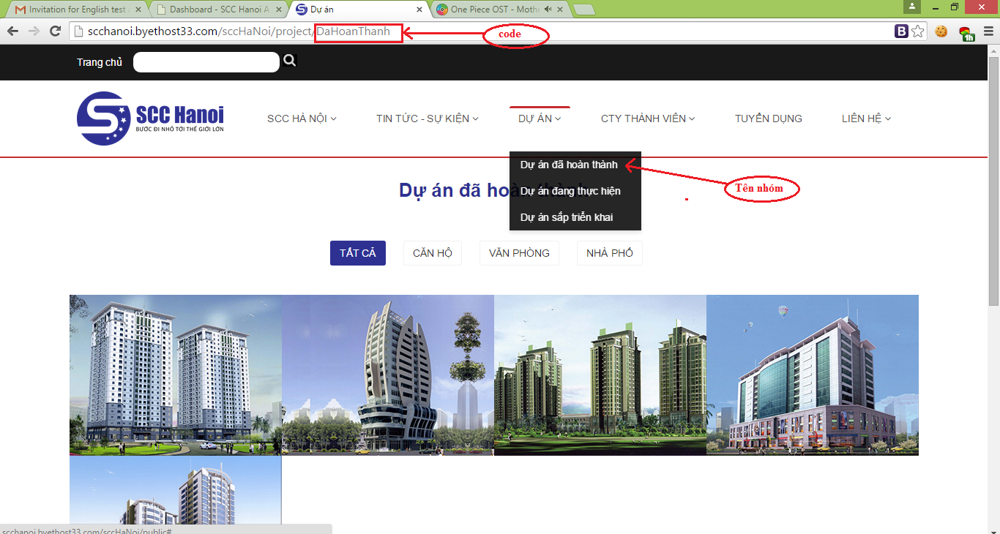 Invitation for English test
Dashboard - SCC Hanoi A
Dự án
One Piece OST - Moth
scchanoi.byethost33.com/sccHaNoi/project/DaHoanThanh
code
B
1h
Trang chủ
SCC Hanoi
BƯỚC ĐI NHỎ TỚI THẾ GIỚI LỚN
SCC HÀ NỘI
TIN TỨC - SỰ KIỆN
DỰ ÁN
CTY THÀNH VIÊN
TUYỂN DỤNG
LIÊN HỆ
Dự án đã hoàn thành
Dự án đang thực hiện
Dự án sắp triển khai
Tên nhóm
Dự án đã hoàn thành
TẤT CẢ
CĂN HỘ
VĂN PHÒNG
NHÀ PHỐ
scchanoi.byethost33.com/sccHaNoi/public#